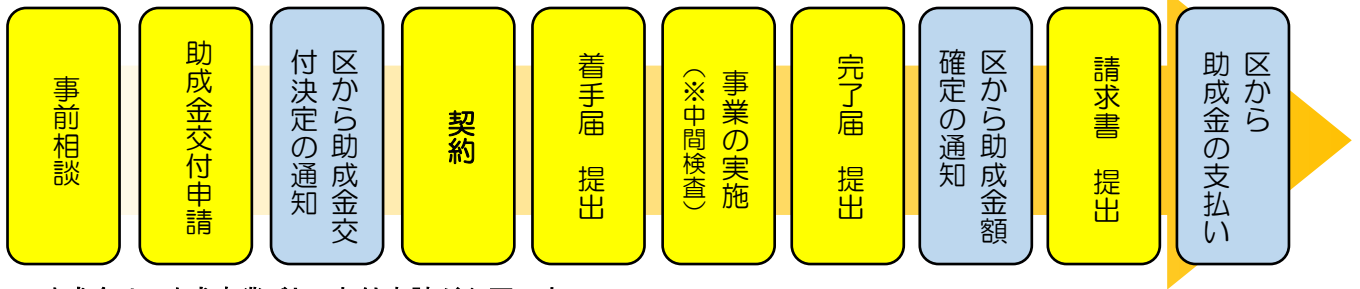 事前相談
助成金交付申請
区から助成金交
付決定の通知
契約
着手届　提出
事業の実施
（※中間検査）
完了届　提出
区から助成金額
確定の通知
請求書　提出
区から
助成金の支払い